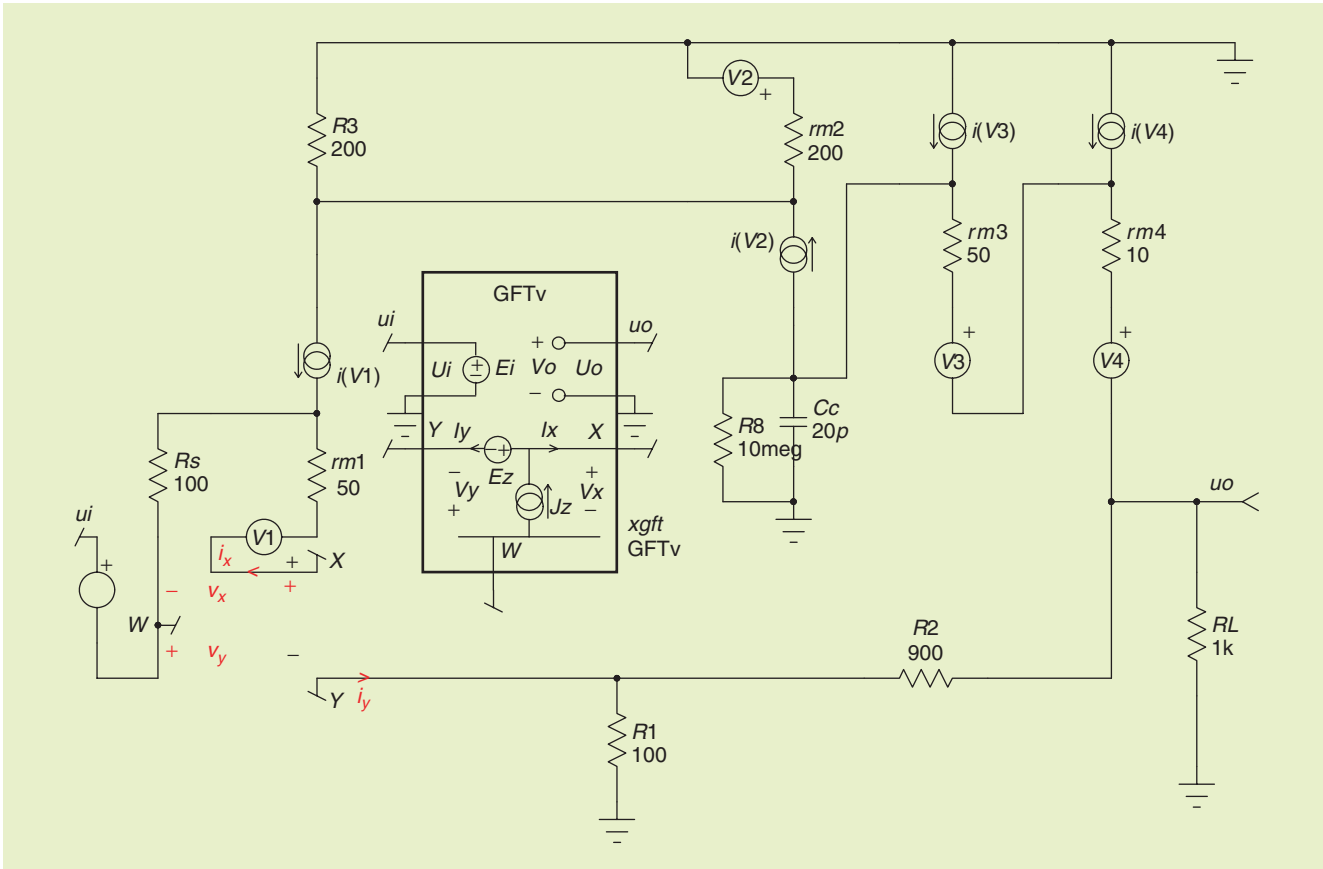 V2
+
R3
200
rm2
200
i(V3)
i(V4)
i(V2)
rm3
50
rm4
10
GFTv
ui
uo
+
Ui
+
−
Ei
Vo
Uo
−
i(V1)
Y
Iy
Ix
X
− +
Ez
−
Vy
+
Jz
+
Vx
−
W
xgft
GFTv
+
V3
+
V4
R8
10meg
Cc
20p
Rs
100
rm1
50
ui
+
V1
ix
+
X
−
vx
+
W
+
vy
−
Y
iy
uo
R2
900
RL
1k
R1
100